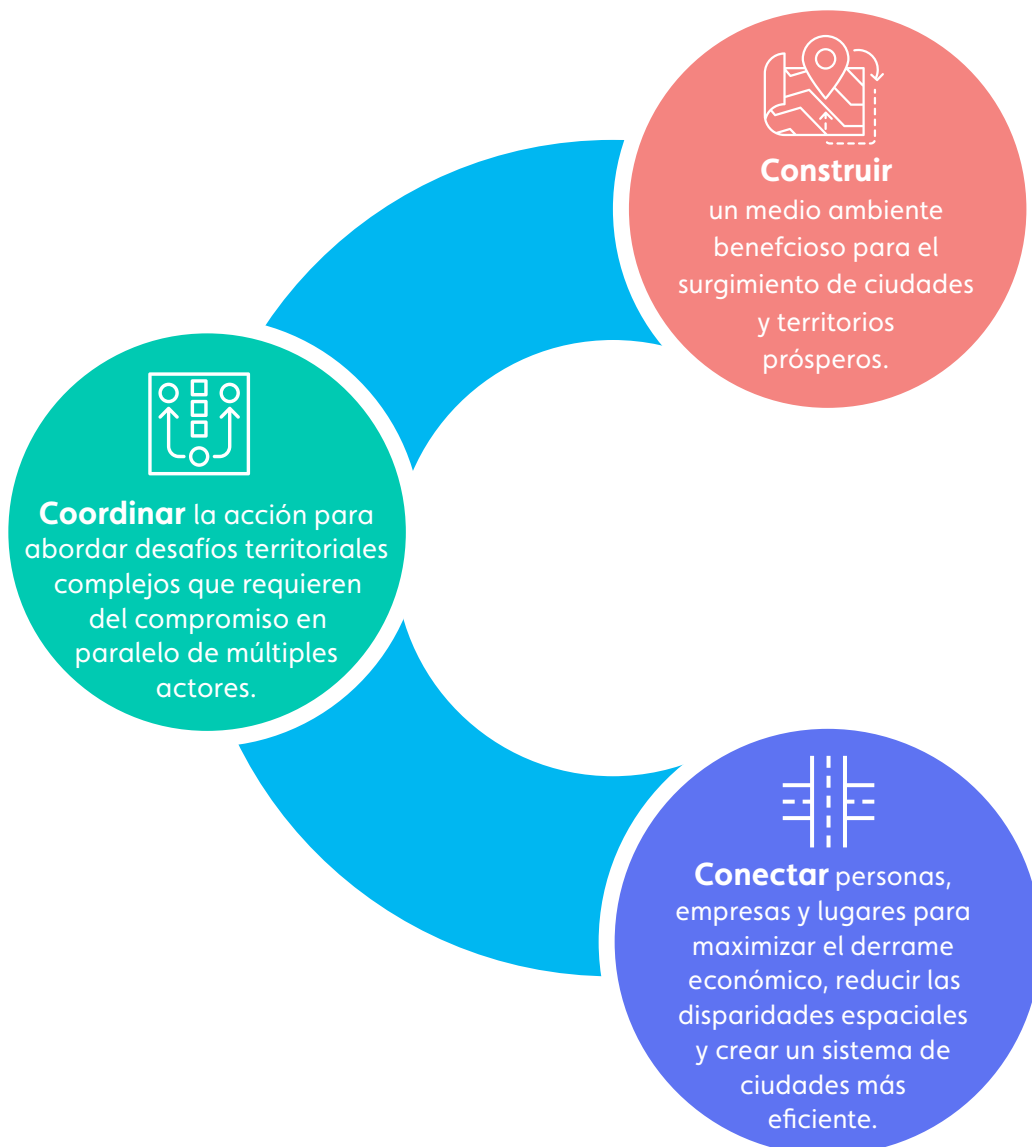 Construir
un medio ambiente
benefcioso para el
surgimiento de ciudades
y territorios
prósperos.
Coordinar la acción para
abordar desafíos territoriales
complejos que requieren
del compromiso en
paralelo de múltiples
actores.
Conectar personas,
empresas y lugares para
maximizar el derrame
económico, reducir las
disparidades espaciales
y crear un sistema de
ciudades más
eficiente.